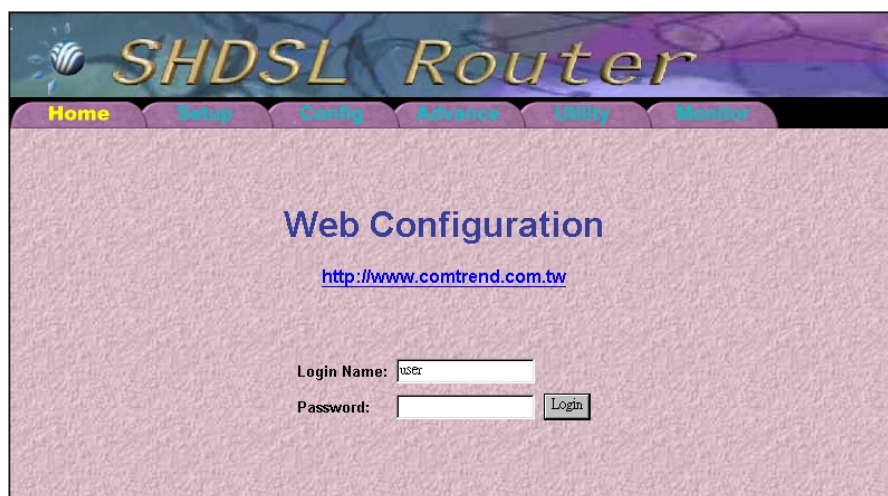 SHDSL Router
Home Setup Config Advance Utility Monitor
Web Configuration
http://www.comtrend.com.tw
Login Name: user
Password: Login